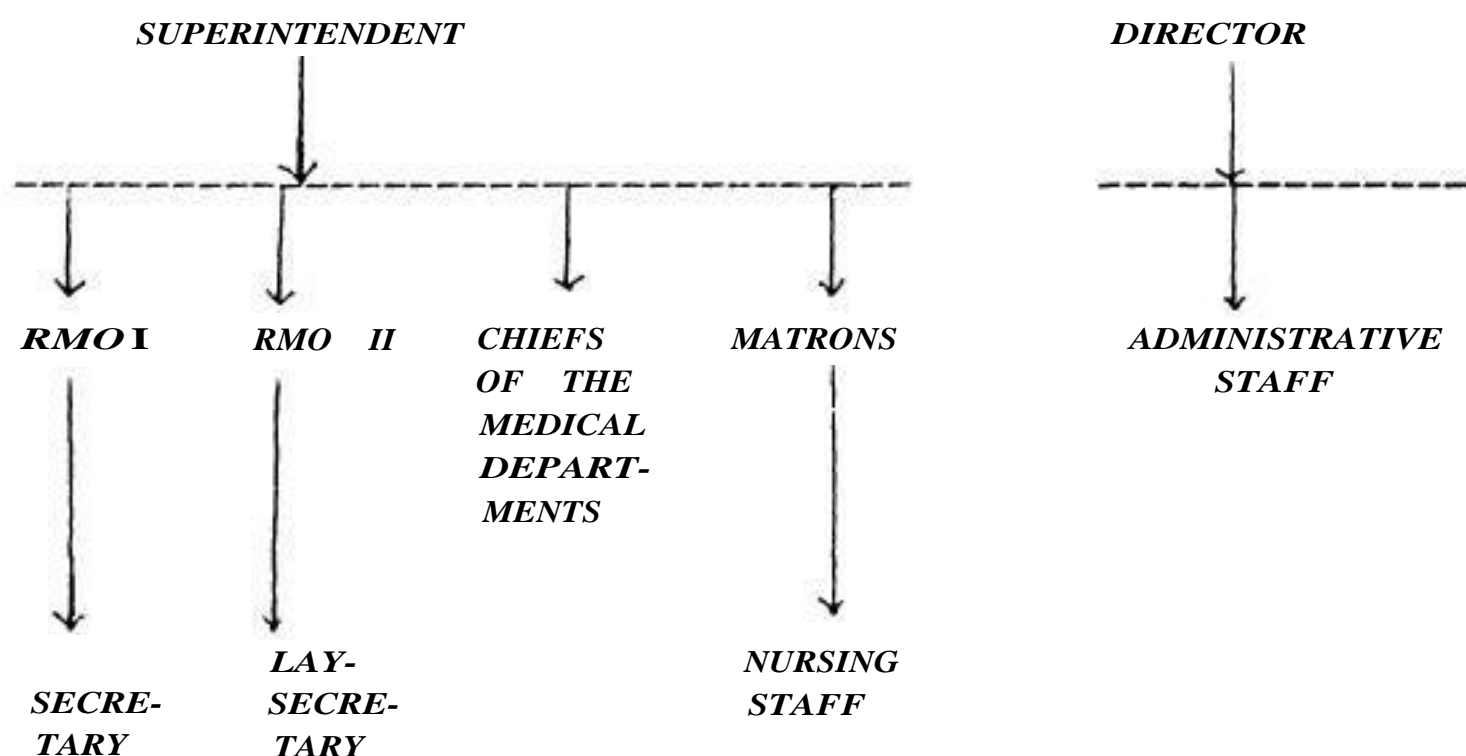 SUPERINTENDENT
DIRECTOR
RMO I
RMO II
CHIEFS
OF THE
MEDICAL
DEPART-
MENTS
MATRONS
ADMINISTRATIVE
STAFF
SECRE-
TARY
LAY-
SECRE-
TARY
NURSING
STAFF